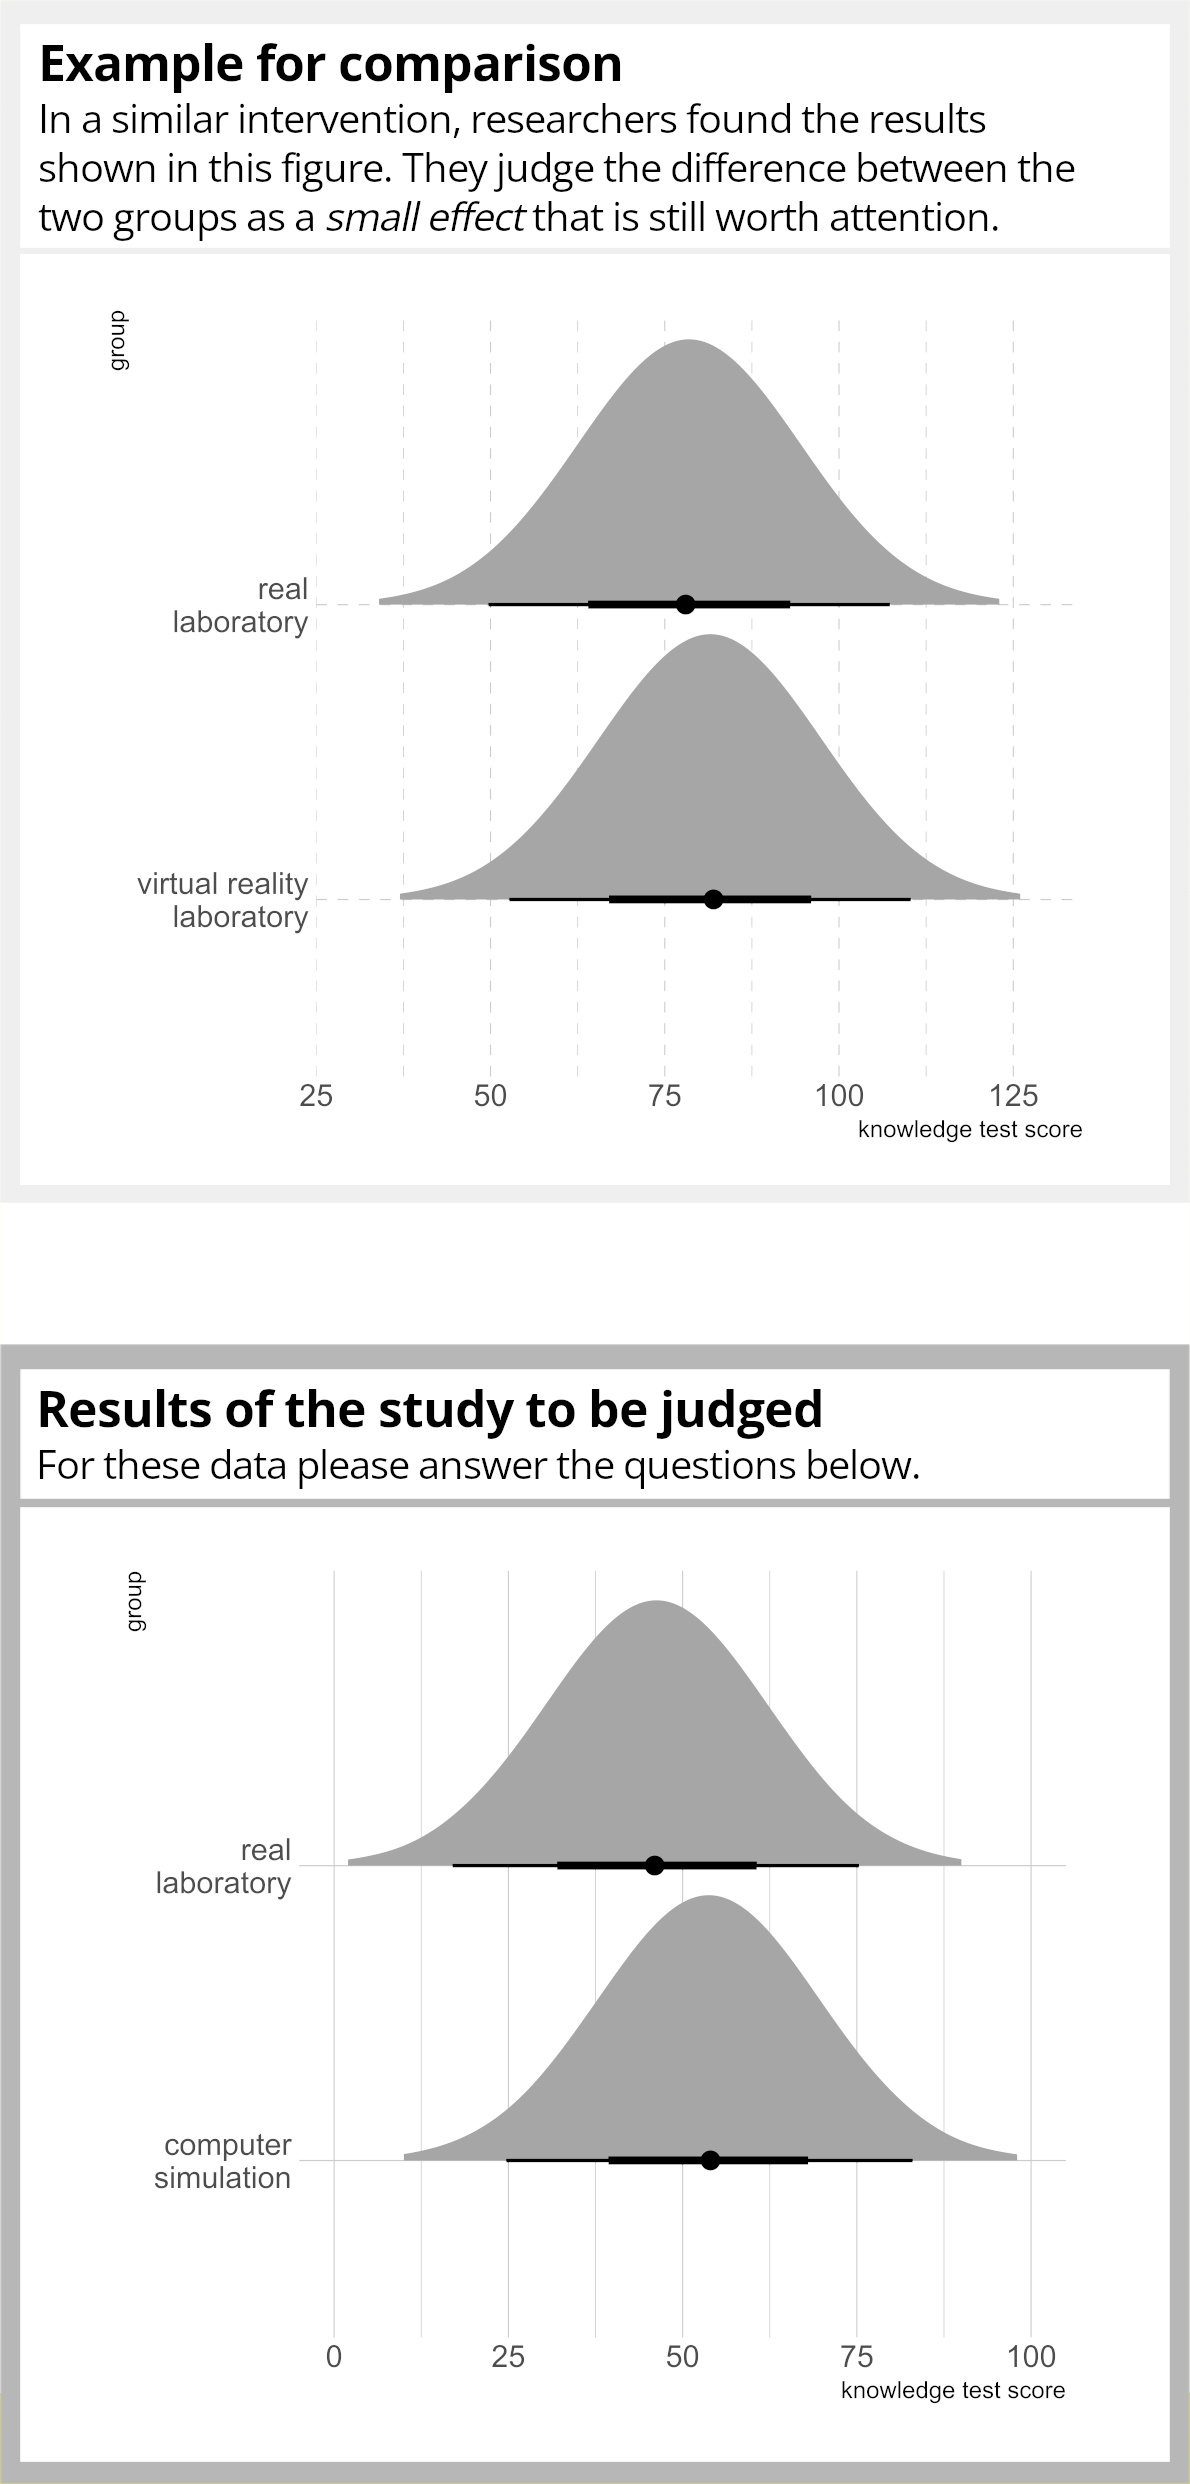 Example for comparison
In a similar intervention, researchers found the results
shown in this figure. They judge the difference between the
two groups as a small effect that is still worth attention.
group
real
laboratory
virtual reality
laboratory
25 50 75 100 125
knowledge test score
Results of the study to be judged
For these data please answer the questions below.
group
real
laboratory
computer
simulation
0 25 50 75 100
knowledge test score